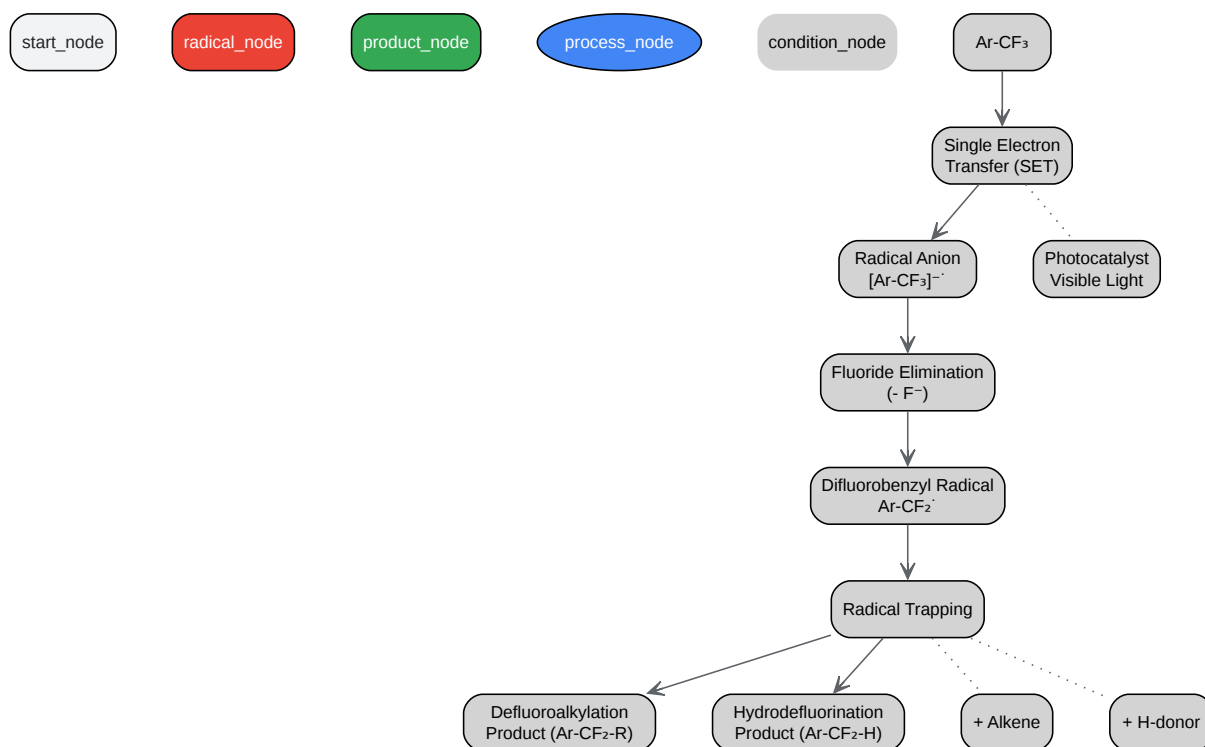 start_node
radical_node
product_node
process_node
condition_node
Ar-CF₃
Single Electron
Transfer (SET)
Radical Anion
[Ar-CF₃]⁻˙
Photocatalyst
Visible Light
Fluoride Elimination
(- F⁻)
Difluorobenzyl Radical
Ar-CF₂˙
Radical Trapping
Defluoroalkylation
Product (Ar-CF₂-R)
Hydrodefluorination
Product (Ar-CF₂-H)
+ Alkene
+ H-donor